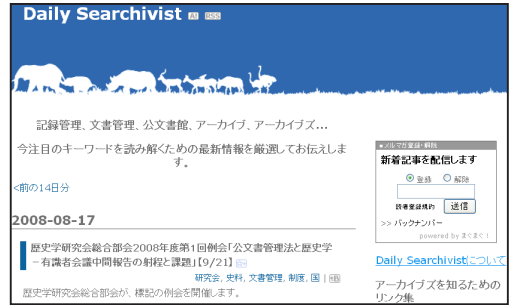 Daily Searchivist AI RSS
記録管理、文書管理、公文書館、アーカイブ、アーカイブズ...
今注目のキーワードを読み解くための最新情報を厳選してお伝えしま
す。
<前の14日分
2008-08-17
歴史学研究会総合部会2008年度第1回例会「公文書管理法と歴史学
－有識者会議中間報告の射程と課題」【9/21】
研究会, 史料, 文書管理, 制度, 国 |
歴史学研究会総合部会が、標記の例会を開催します。
メルマガ登録・解除
新着記事を配信します
登録 解除
読者登録規約 送信
>> バックナンバー
powered by まぐまぐ！
Daily Searchivistについて
アーカイブズを知るための
リンク集